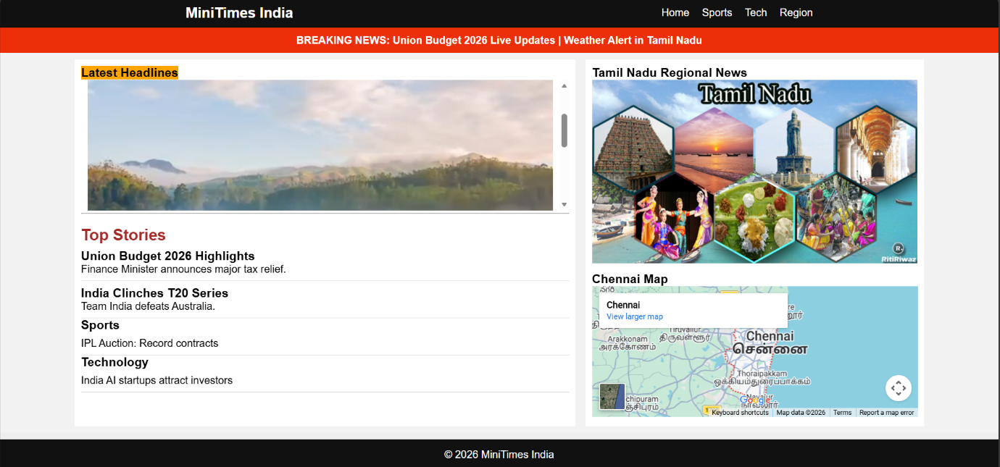 MiniTimes India
Home Sports Tech Region
BREAKING NEWS: Union Budget 2026 Live Updates | Weather Alert in Tamil Nadu
Latest Headlines
Top Stories
Union Budget 2026 Highlights
Finance Minister announces major tax relief.
India Clinches T20 Series
Team India defeats Australia.
Sports
IPL Auction: Record contracts
Technology
India AI startups attract investors
Tamil Nadu Regional News
Tamil Nadu
R
RitiRiwaz
Chennai Map
Chennai
View larger map
Tiruvallur
திருவள்ளூர்
Arakkonam
அரக்கோணம்
Chennai
சென்னை
Thoraipakkam
ஒக்கியம்துரைப்பாக்கம்
Navalur
நாவலூர்
chipuram
ஞ்சிபுரம்
Google
Keyboard shortcuts Map data ©2026 Terms Report a map error
© 2026 MiniTimes India